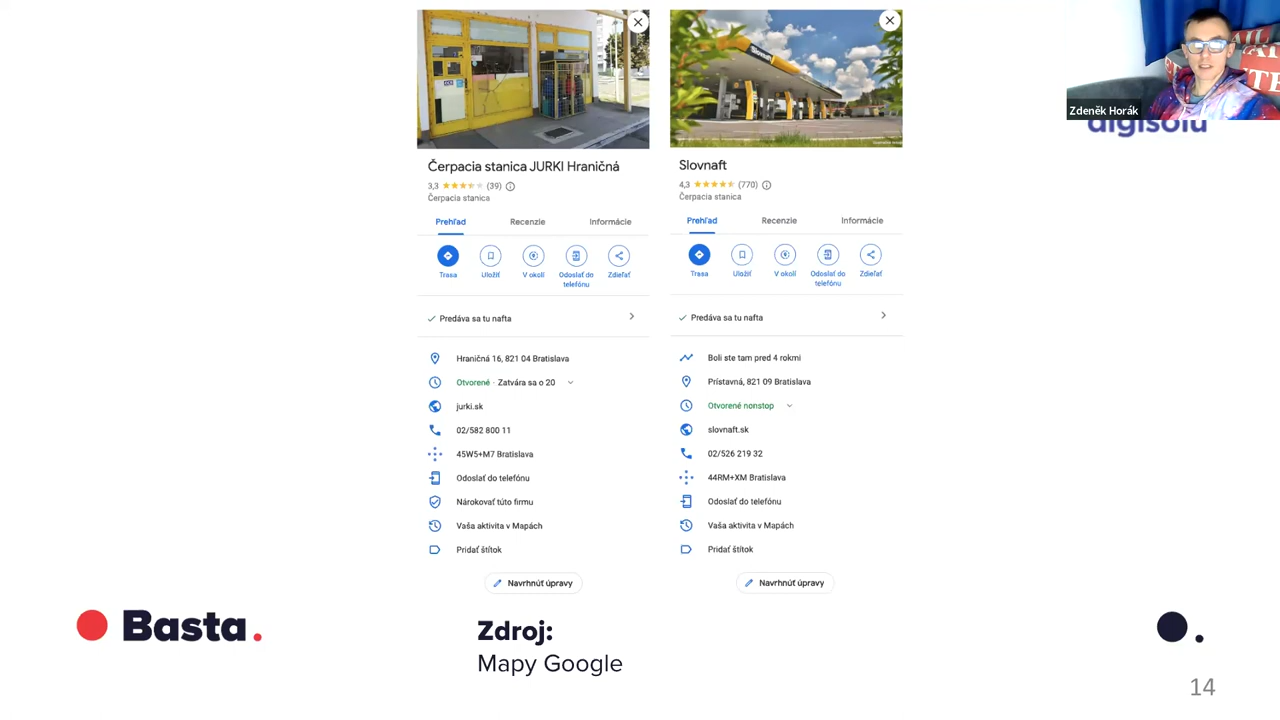 Čerpacia stanica JURKI Hraničná
3,3 (39)
Čerpacia stanica
Prehľad Recenzie Informácie
Trasa Uložiť V okolí Odoslať do telefónu Zdieľať
Predáva sa tu nafta
Hraničná 16, 821 04 Bratislava
Otvorené · Zatvára sa o 20
jurki.sk
02/582 800 11
45W5+M7 Bratislava
Odoslať do telefónu
Nárokovať túto firmu
Vaša aktivita v Mapách
Pridať štítok
Navrhnúť úpravy
Slovnaft
Slovnaft
4,3 (770)
Čerpacia stanica
Prehľad Recenzie Informácie
Trasa Uložiť V okolí Odoslať do telefónu Zdieľať
Predáva sa tu nafta
Boli ste tam pred 4 rokmi
Prístavná, 821 09 Bratislava
Otvorené nonstop
slovnaft.sk
02/526 219 32
44RM+XM Bratislava
Odoslať do telefónu
Vaša aktivita v Mapách
Pridať štítok
Navrhnúť úpravy
Zdeněk Horák
digisolu
Basta.
Zdroj:
Mapy Google
14